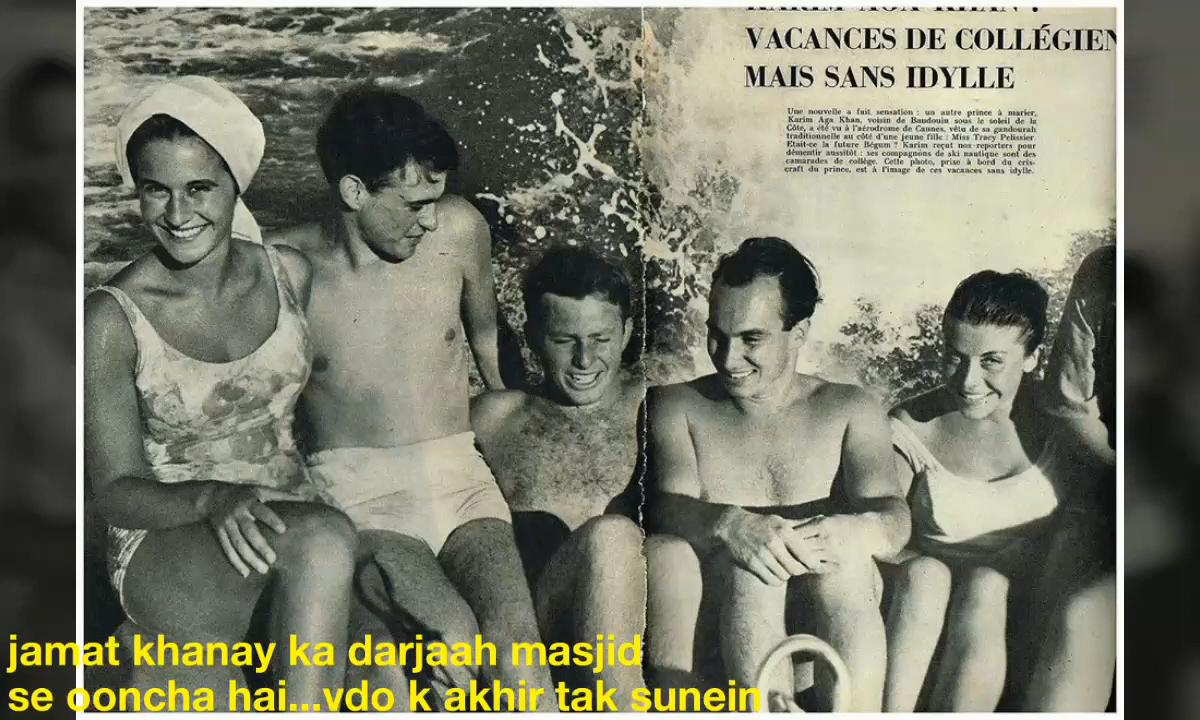 KARIM AGA KHAN :
VACANCES DE COLLÉGIEN
MAIS SANS IDYLLE
Une nouvelle a fait sensation : un autre prince à marier,
Karim Aga Khan, voisin de Baudouin sous le soleil de la
Côte, a été vu à l'aérodrome de Cannes, vêtu de sa gandourah
traditionnelle au côté d'une jeune fille : Miss Tracy Pelissier.
Etait-ce la future Bégum ? Karim reçut nos reporters pour
démentir aussitôt : ses compagnons de ski nautique sont des
camarades de collège. Cette photo, prise à bord du cris-
craft du prince, est à l'image de ces vacances sans idylle.
jamat khanay ka darjaah masjid
se ooncha hai...vdo k akhir tak sunein